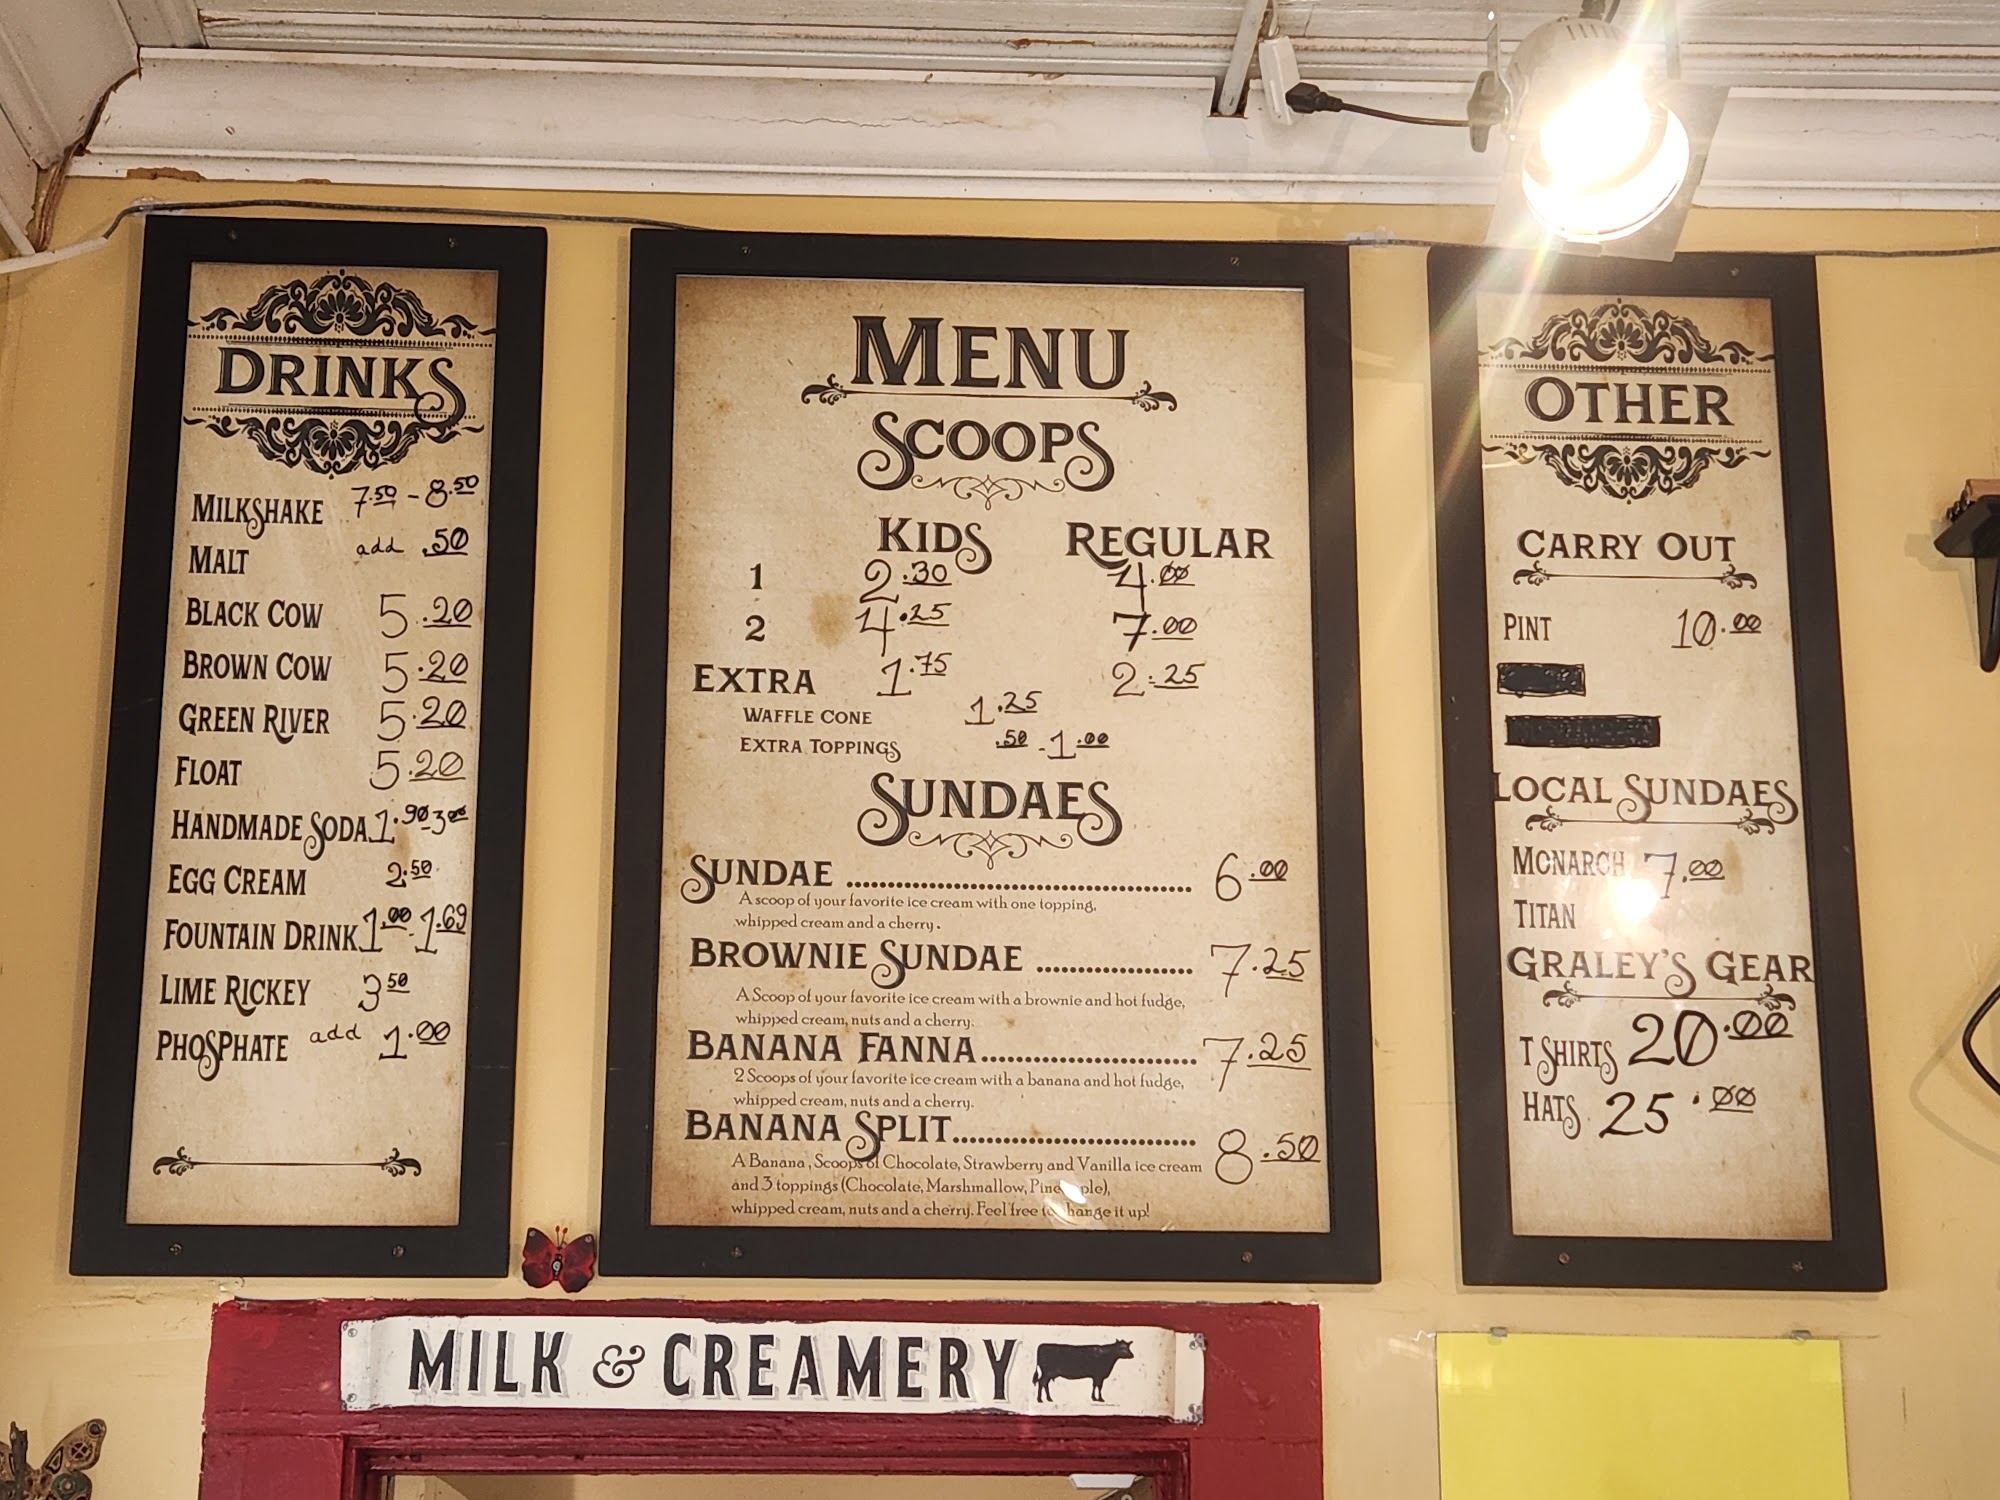 DRINKS
MILKSHAKE 7.50 - 8.50
MALT add .50
BLACK COW 5.20
BROWN COW 5.20
GREEN RIVER 5.20
FLOAT 5.20
HANDMADE SODA 1.90-3.00
EGG CREAM 2.50
FOUNTAIN DRINK 1.00-1.69
LIME RICKEY 3.50
PHOSPHATE add 1.00
MENU
SCOOPS
KIDS REGULAR
1 2.30 4.00
2 4.25 7.00
EXTRA 1.75 2.25
WAFFLE CONE 1.25
EXTRA TOPPINGS .50 - 1.00
SUNDAES
SUNDAE ........................................... 6.00
A scoop of your favorite ice cream with one topping,
whipped cream and a cherry.
BROWNIE SUNDAE ................... 7.25
A Scoop of your favorite ice cream with a brownie and hot fudge,
whipped cream, nuts and a cherry.
BANANA FANNA........................... 7.25
2 Scoops of your favorite ice cream with a banana and hot fudge,
whipped cream, nuts and a cherry.
BANANA SPLIT.............................. 8.50
A Banana, Scoops of Chocolate, Strawberry and Vanilla ice cream
and 3 toppings (Chocolate, Marshmallow, Pineapple),
whipped cream, nuts and a cherry. Feel free to change it up!
OTHER
CARRY OUT
PINT 10.00
LOCAL SUNDAES
MONARCH 7.00
TITAN
GRALEY'S GEAR
T SHIRTS 20.00
HATS 25.00
MILK & CREAMERY